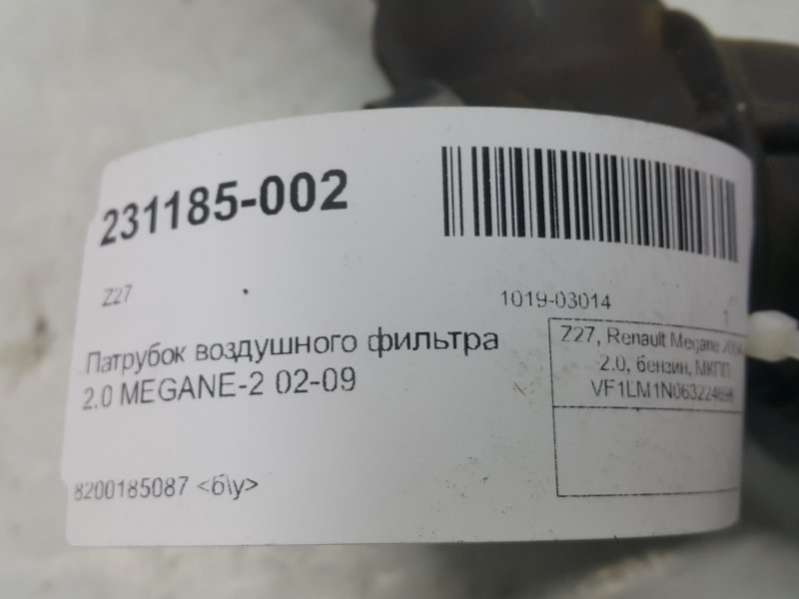 231185-002
Z27
1019-03014
1
Патрубок воздушного фильтра
2.0 MEGANE-2 02-09
8200185087 <б\у>
Z27, Renault Megane
2.0, бензин, МКПП